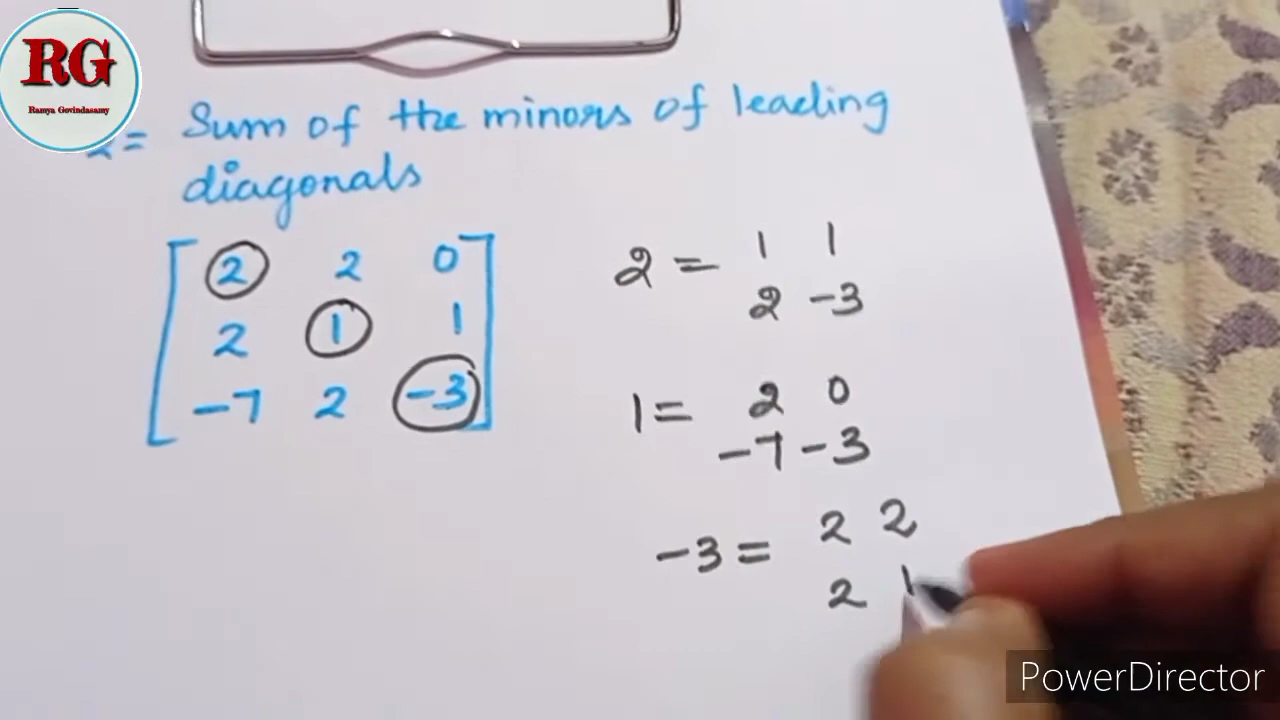 RG
Ramya Govindasamy
2 = Sum of the minors of leading
diagonals
2 2 0
2 1 1
-7 2 -3
2 = 1 1
2 -3
1 = 2 0
-7 -3
-3 = 2 2
2 1
PowerDirector